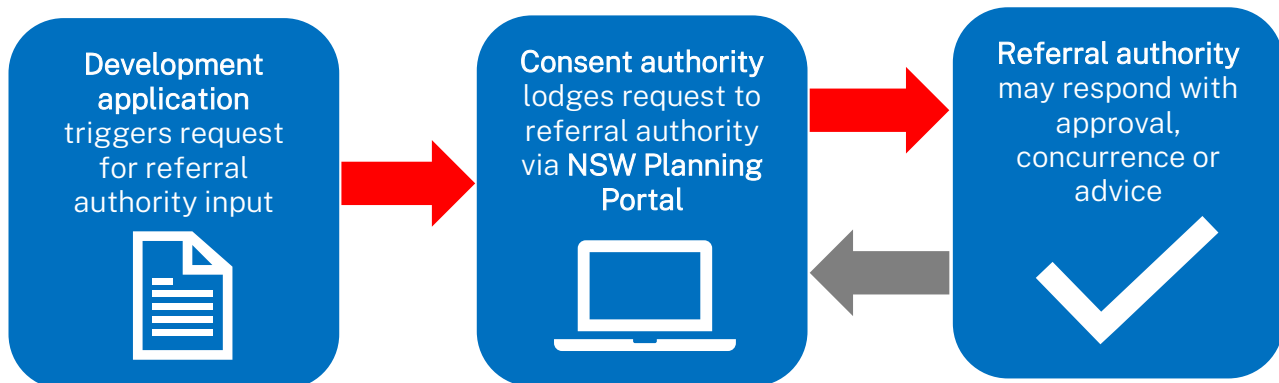 Development
application
triggers request
for referral
authority input
Consent authority
lodges request to
referral authority
via NSW Planning
Portal
Referral authority
may respond with
approval,
concurrence or
advice